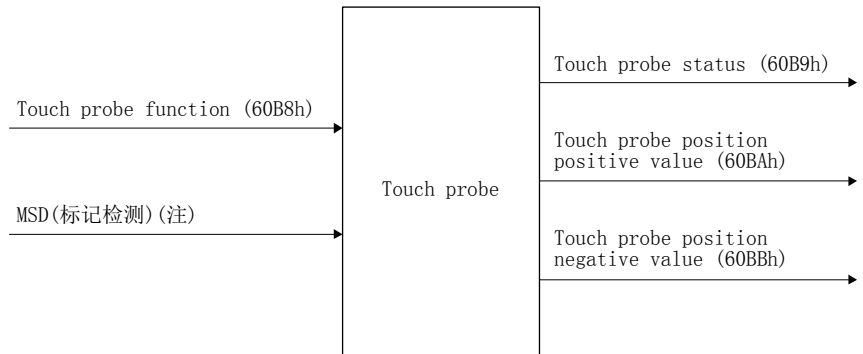 Touch probe function (60B8h)
MSD(标记检测)(注)
Touch probe
Touch probe status (60B9h)
Touch probe position
positive value (60BAh)
Touch probe position
negative value (60BBh)